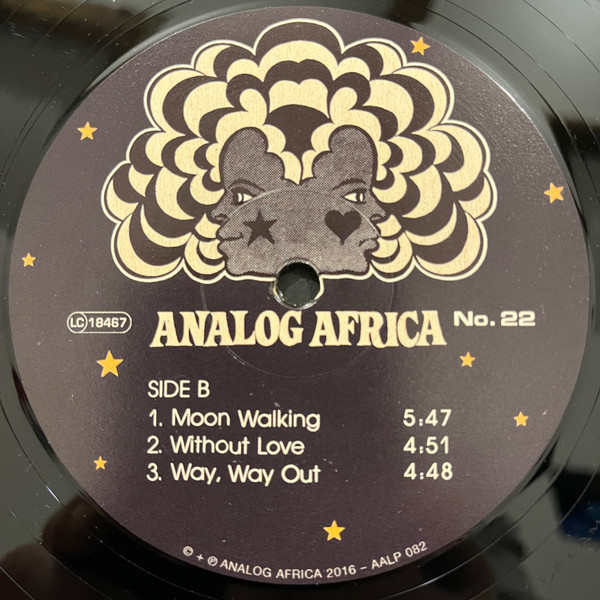 LC 18467
ANALOG AFRICA No. 22
SIDE B
1. Moon Walking 5:47
2. Without Love 4:51
3. Way, Way Out 4:48
© + ℗ ANALOG AFRICA 2016 - AALP 082